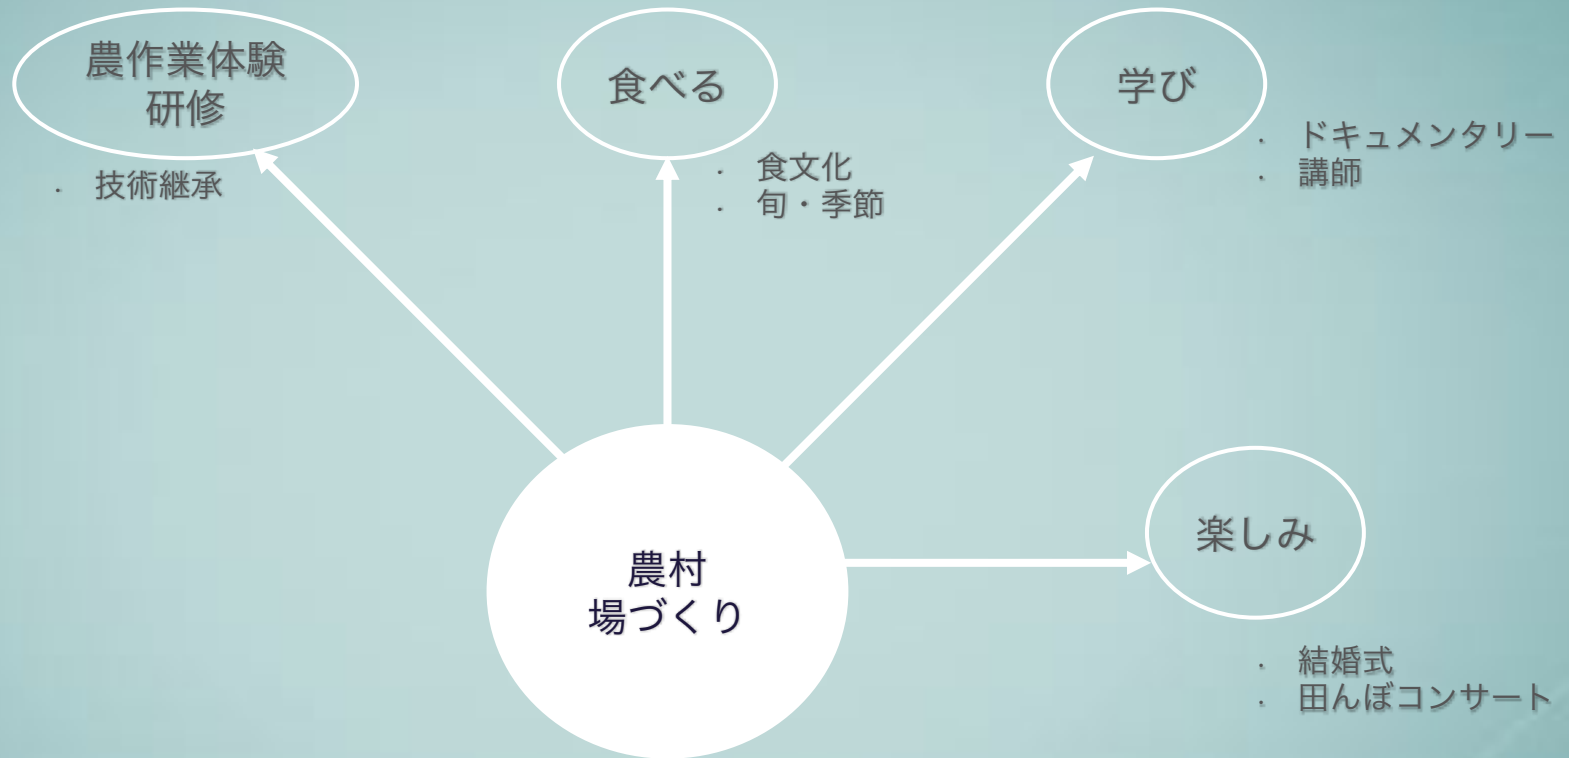 農作業体験
研修
・ 技術継承
食べる
・ 食文化
・ 旬・季節
学び
・ ドキュメンタリー
・ 講師
農村
場づくり
楽しみ
・ 結婚式
・ 田んぼコンサート